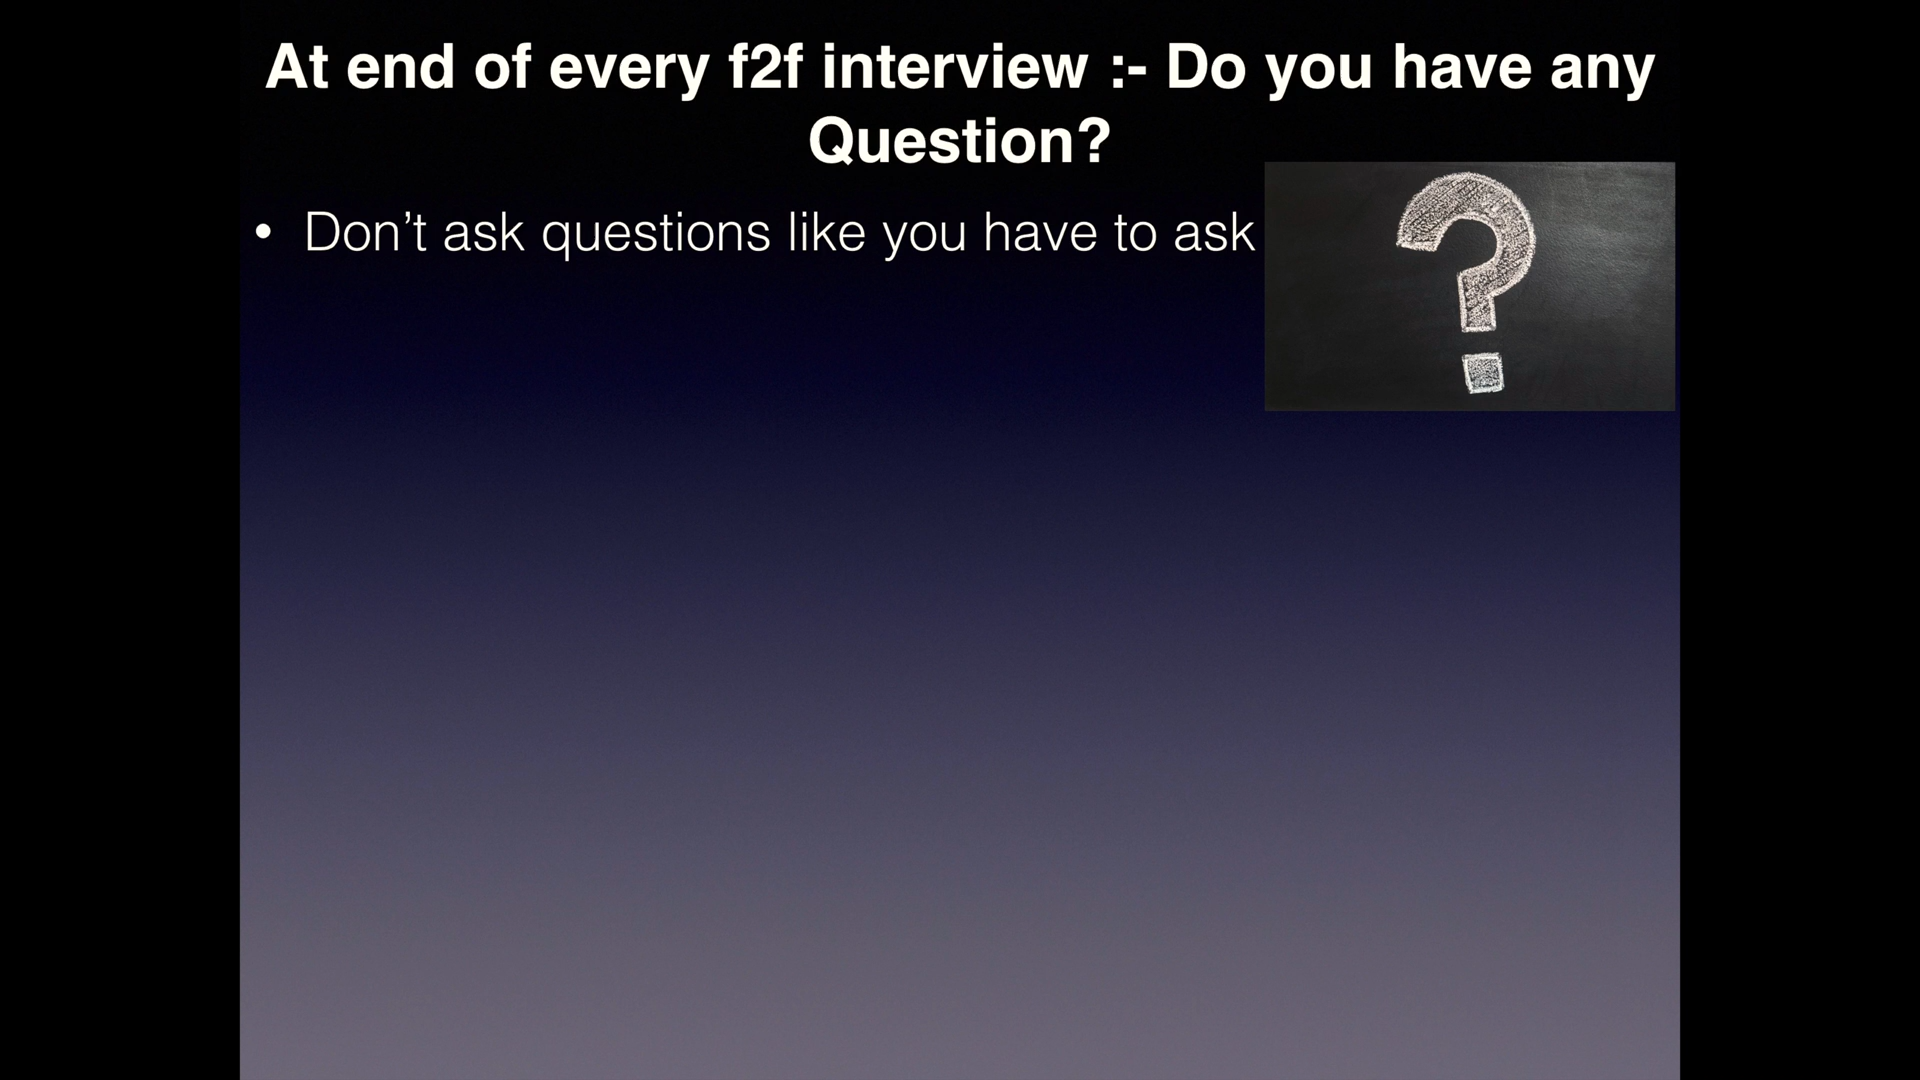 At end of every f2f interview :- Do you have any
Question?
• Don’t ask questions like you have to ask
?